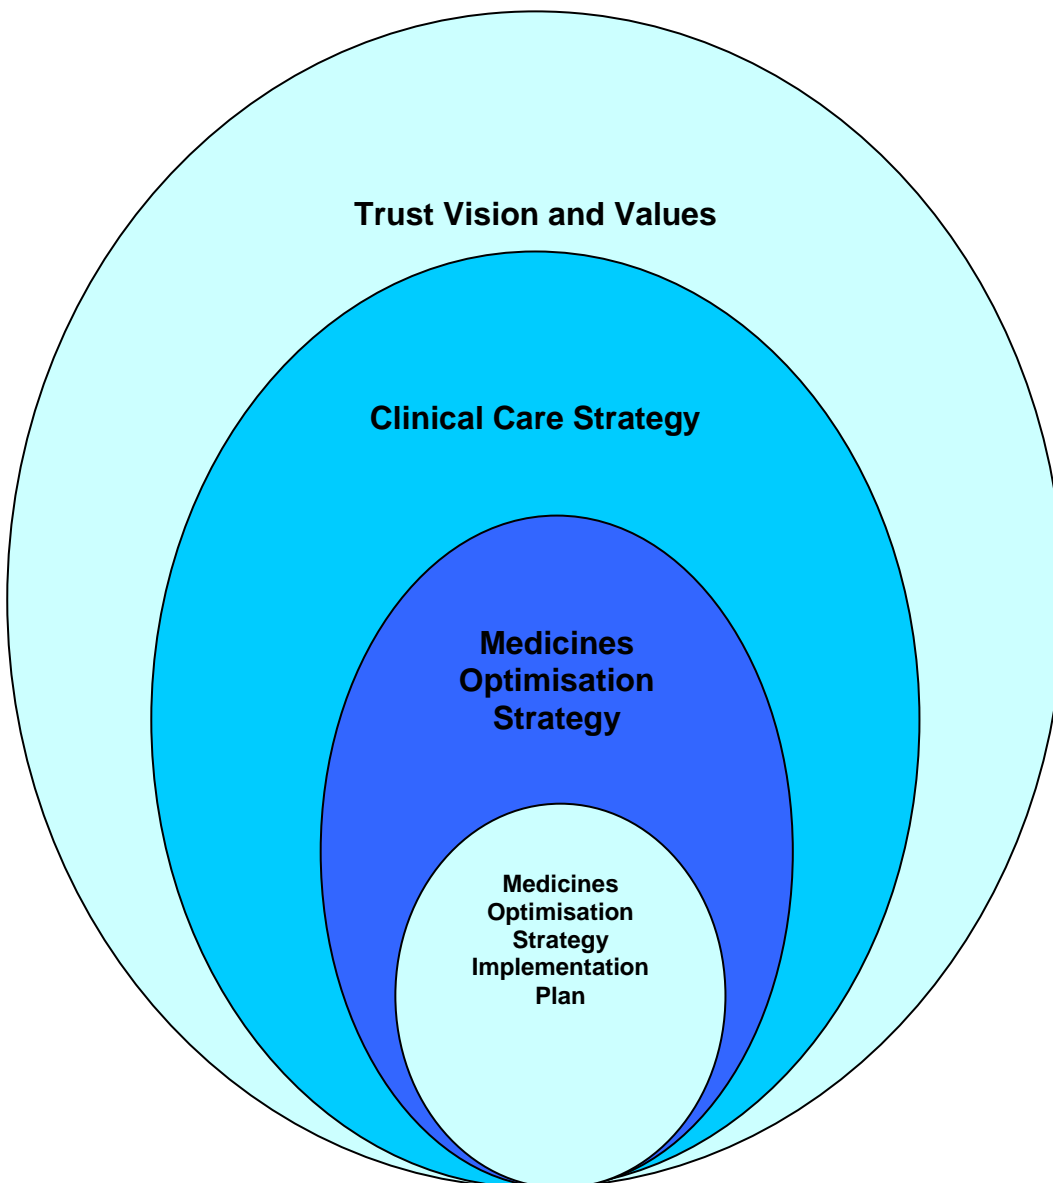 Trust Vision and Values
Clinical Care Strategy
Medicines
Optimisation
Strategy
Medicines
Optimisation
Strategy
Implementation
Plan